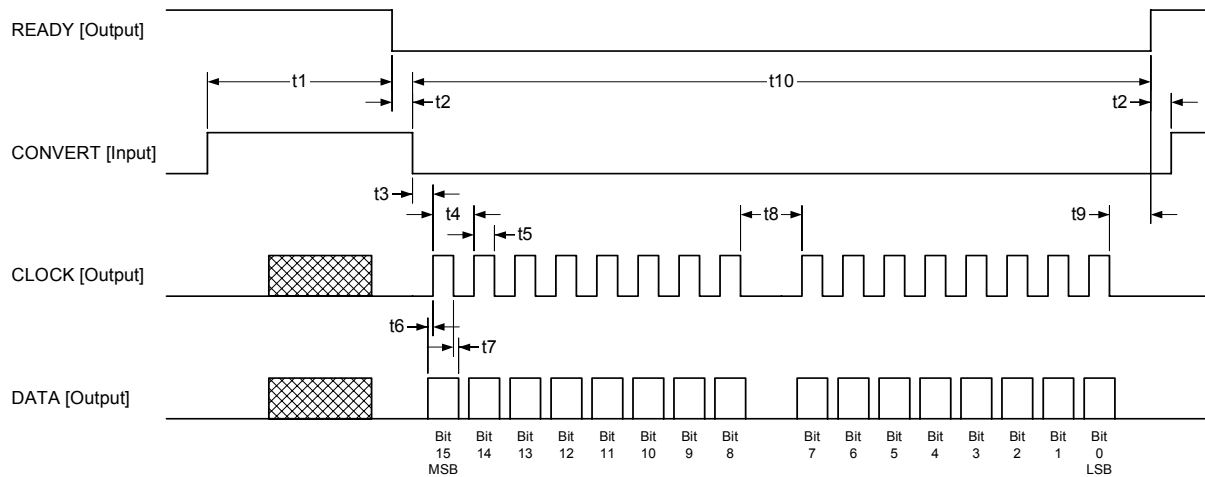 READY [Output]
t1
t10
t2
t2
CONVERT [Input]
t3
t4
t8
t9
t5
CLOCK [Output]
t6
t7
DATA [Output]
Bit 15 MSB
Bit 14
Bit 13
Bit 12
Bit 11
Bit 10
Bit 9
Bit 8
Bit 7
Bit 6
Bit 5
Bit 4
Bit 3
Bit 2
Bit 1
Bit 0 LSB